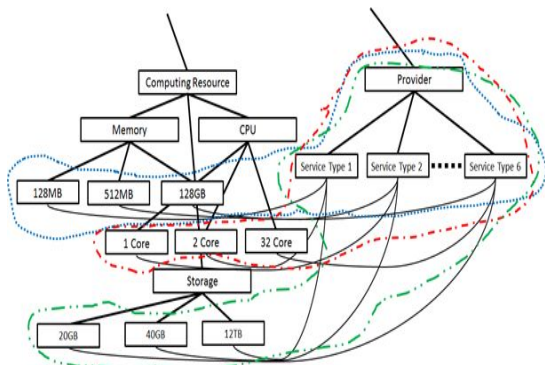 Computing Resource
Provider
Memory
CPU
Service Type 1
Service Type 2
Service Type 6
128MB
512MB
128GB
1 Core
2 Core
32 Core
Storage
20GB
40GB
12TB